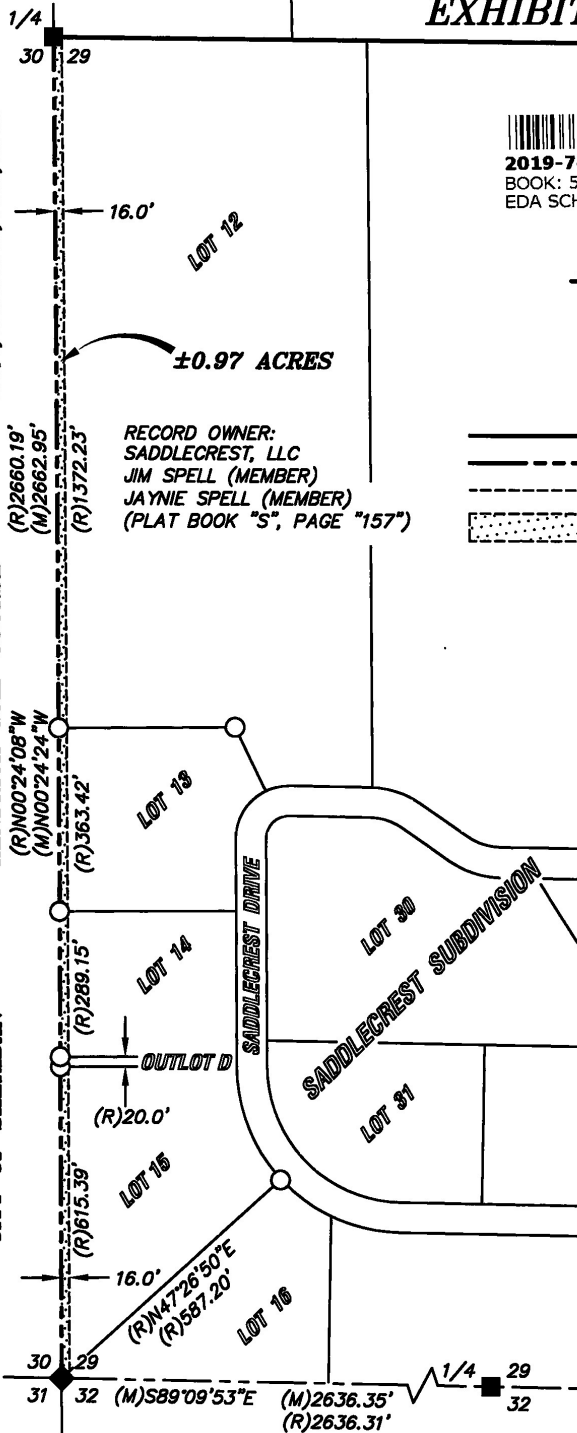 EXHIBIT
1/4
30 29
2019-7
BOOK: 5
EDA SCH
16.0'
LOT 12
±0.97 ACRES
RECORD OWNER:
SADDLECREST, LLC
JIM SPELL (MEMBER)
JAYNIE SPELL (MEMBER)
(PLAT BOOK "S", PAGE "157")
(R)2660.19'
(M)2662.95'
(R)1372.23'
(R)N00°24'08"W
(M)N00°24'24"W
(R)363.42'
LOT 13
SADDLECREST DRIVE
LOT 30
SADDLECREST SUBDIVISION
(R)289.15'
LOT 14
OUTLOT D
(R)20.0'
LOT 31
LOT 15
(R)615.39'
16.0'
(R)N47°26'50"E
(R)587.20'
LOT 16
30 29
31 32
(M)S89°09'53"E
(M)2636.35'
(R)2636.31'
1/4 29
32